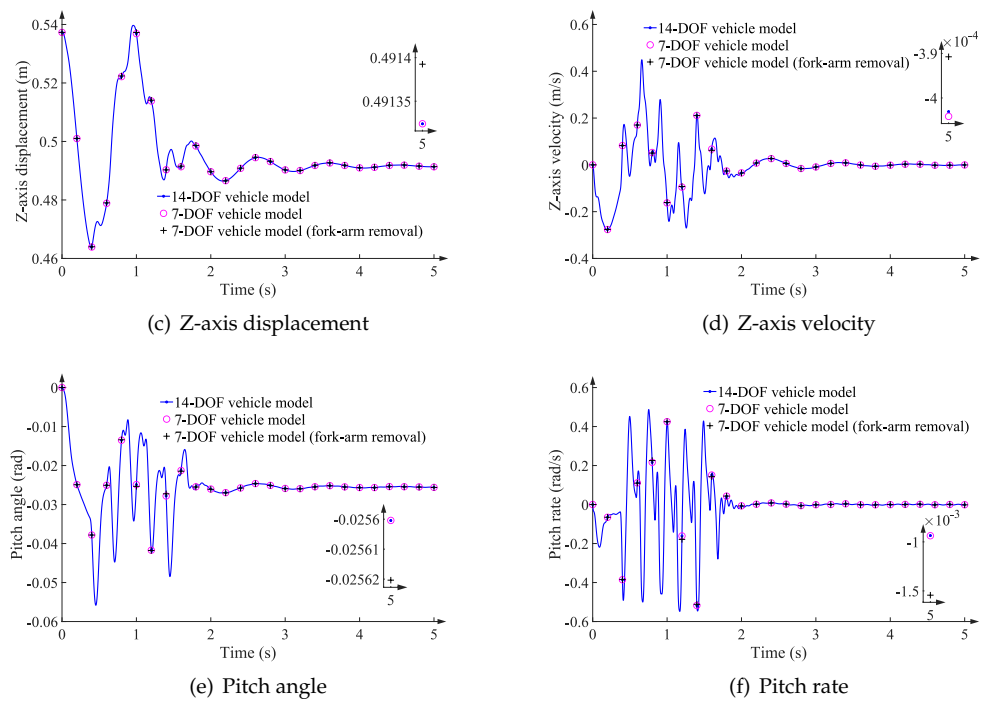 0.54
0.52
0.5
0.48
0.46
Z-axis displacement (m)
0.4914
0.49135
5
14-DOF vehicle model
7-DOF vehicle model
7-DOF vehicle model (fork-arm removal)
0 1 2 3 4 5
Time (s)
(c) Z-axis displacement
0.6
0.4
0.2
0
-0.2
-0.4
Z-axis velocity (m/s)
14-DOF vehicle model
7-DOF vehicle model
7-DOF vehicle model (fork-arm removal)
×10-4
-3.9
-4
5
0 1 2 3 4 5
Time (s)
(d) Z-axis velocity
0
-0.01
-0.02
-0.03
-0.04
-0.05
-0.06
Pitch angle (rad)
14-DOF vehicle model
7-DOF vehicle model
7-DOF vehicle model (fork-arm removal)
-0.0256
-0.02561
-0.02562
5
0 1 2 3 4 5
Time (s)
(e) Pitch angle
0.6
0.4
0.2
0
-0.2
-0.4
-0.6
Pitch rate (rad/s)
14-DOF vehicle model
7-DOF vehicle model
7-DOF vehicle model (fork-arm removal)
×10-3
-1
-1.5
5
0 1 2 3 4 5
Time (s)
(f) Pitch rate